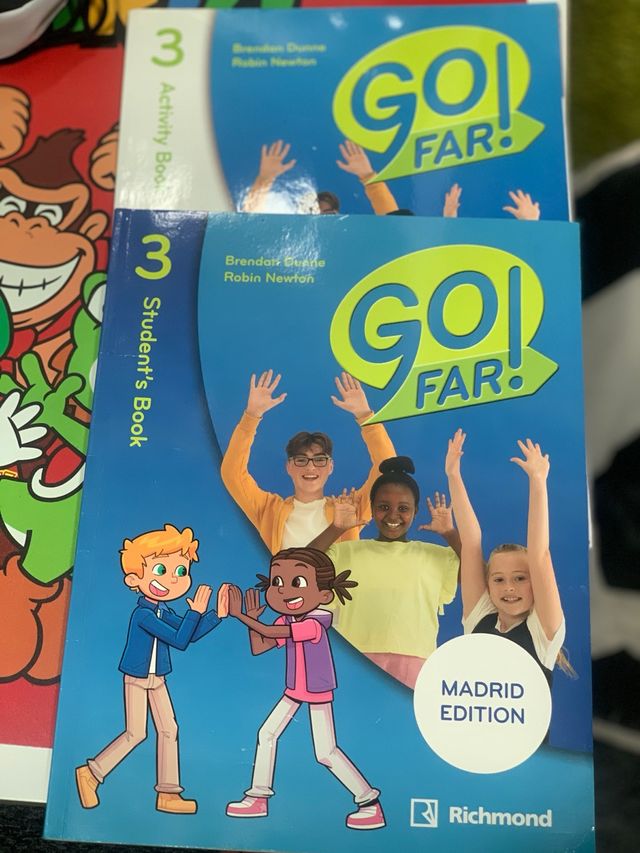 3
Activity Book
Brendan Dunne
Robin Newton
GO!
FAR!
3
Student's Book
Brendan Dunne
Robin Newton
GO!
FAR!
MADRID
EDITION
Richmond